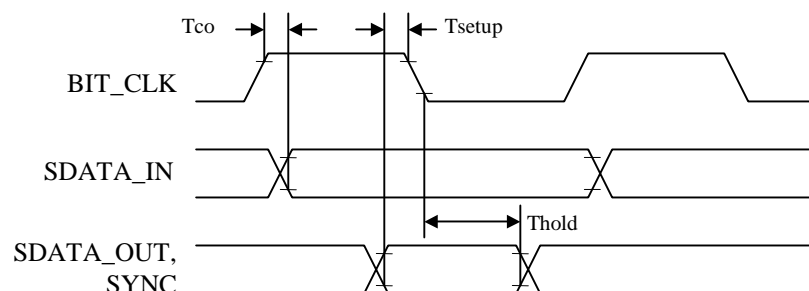 Tco
Tsetup
BIT_CLK
SDATA_IN
Thold
SDATA_OUT,
SYNC